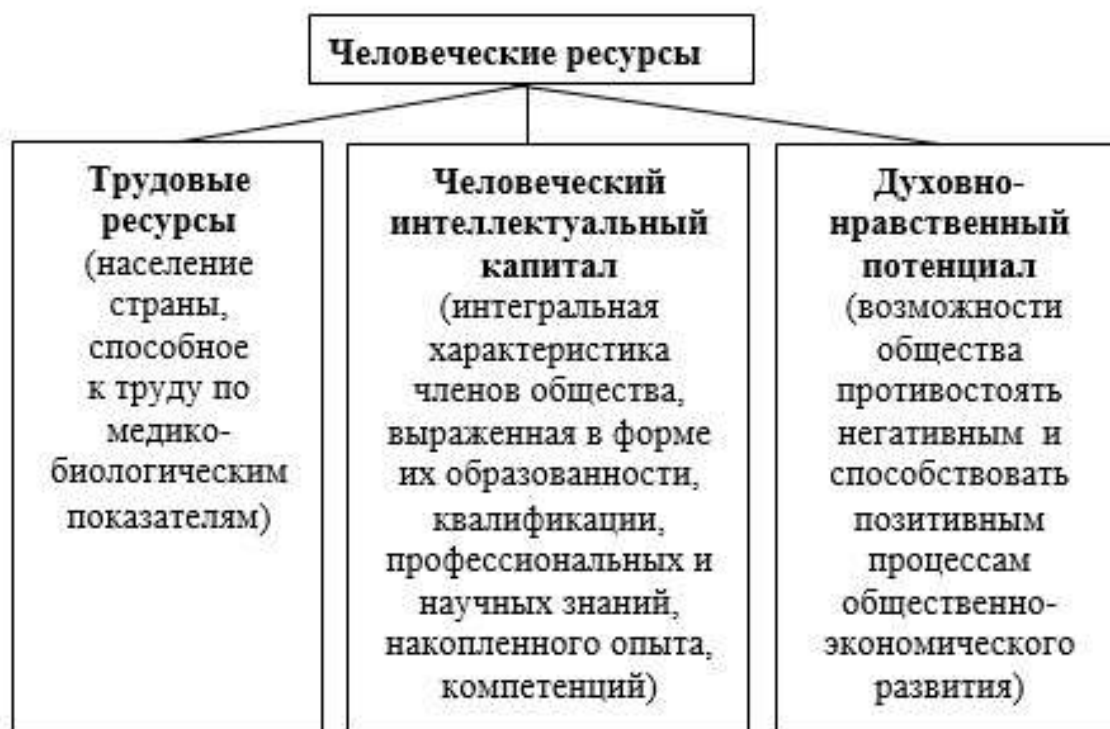 Человеческие ресурсы
Трудовые
ресурсы
(население
страны,
способное
к труду по
медико-
биологическим
показателям)
Человеческий
интеллектуальный
капитал
(интегральная
характеристика
членов общества,
выраженная в форме
их образованности,
квалификации,
профессиональных и
научных знаний,
накопленного опыта,
компетенций)
Духовно-
нравственный
потенциал
(возможности
общества
противостоять
негативным и
способствовать
позитивным
процессам
общественно-
экономического
развития)